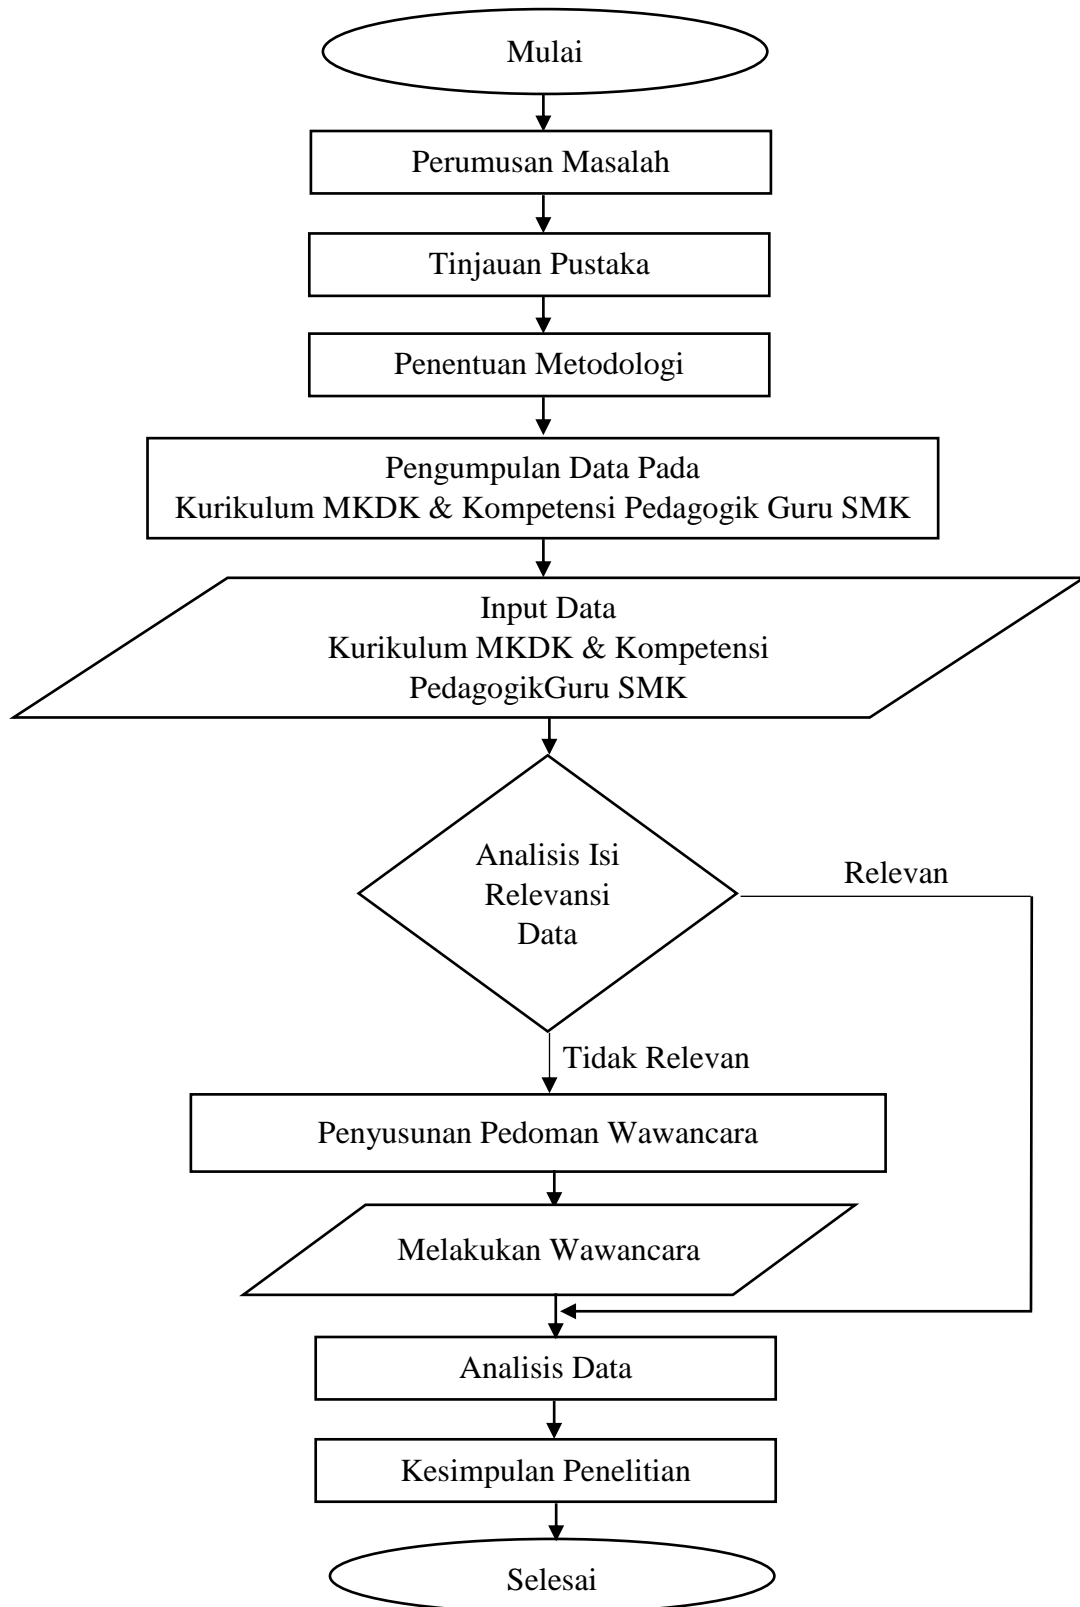 Mulai
Perumusan Masalah
Tinjauan Pustaka
Penentuan Metodologi
Pengumpulan Data Pada
Kurikulum MKDK & Kompetensi Pedagogik Guru SMK
Input Data
Kurikulum MKDK & Kompetensi
PedagogikGuru SMK
Analisis Isi
Relevansi
Data
Relevan
Tidak Relevan
Penyusunan Pedoman Wawancara
Melakukan Wawancara
Analisis Data
Kesimpulan Penelitian
Selesai